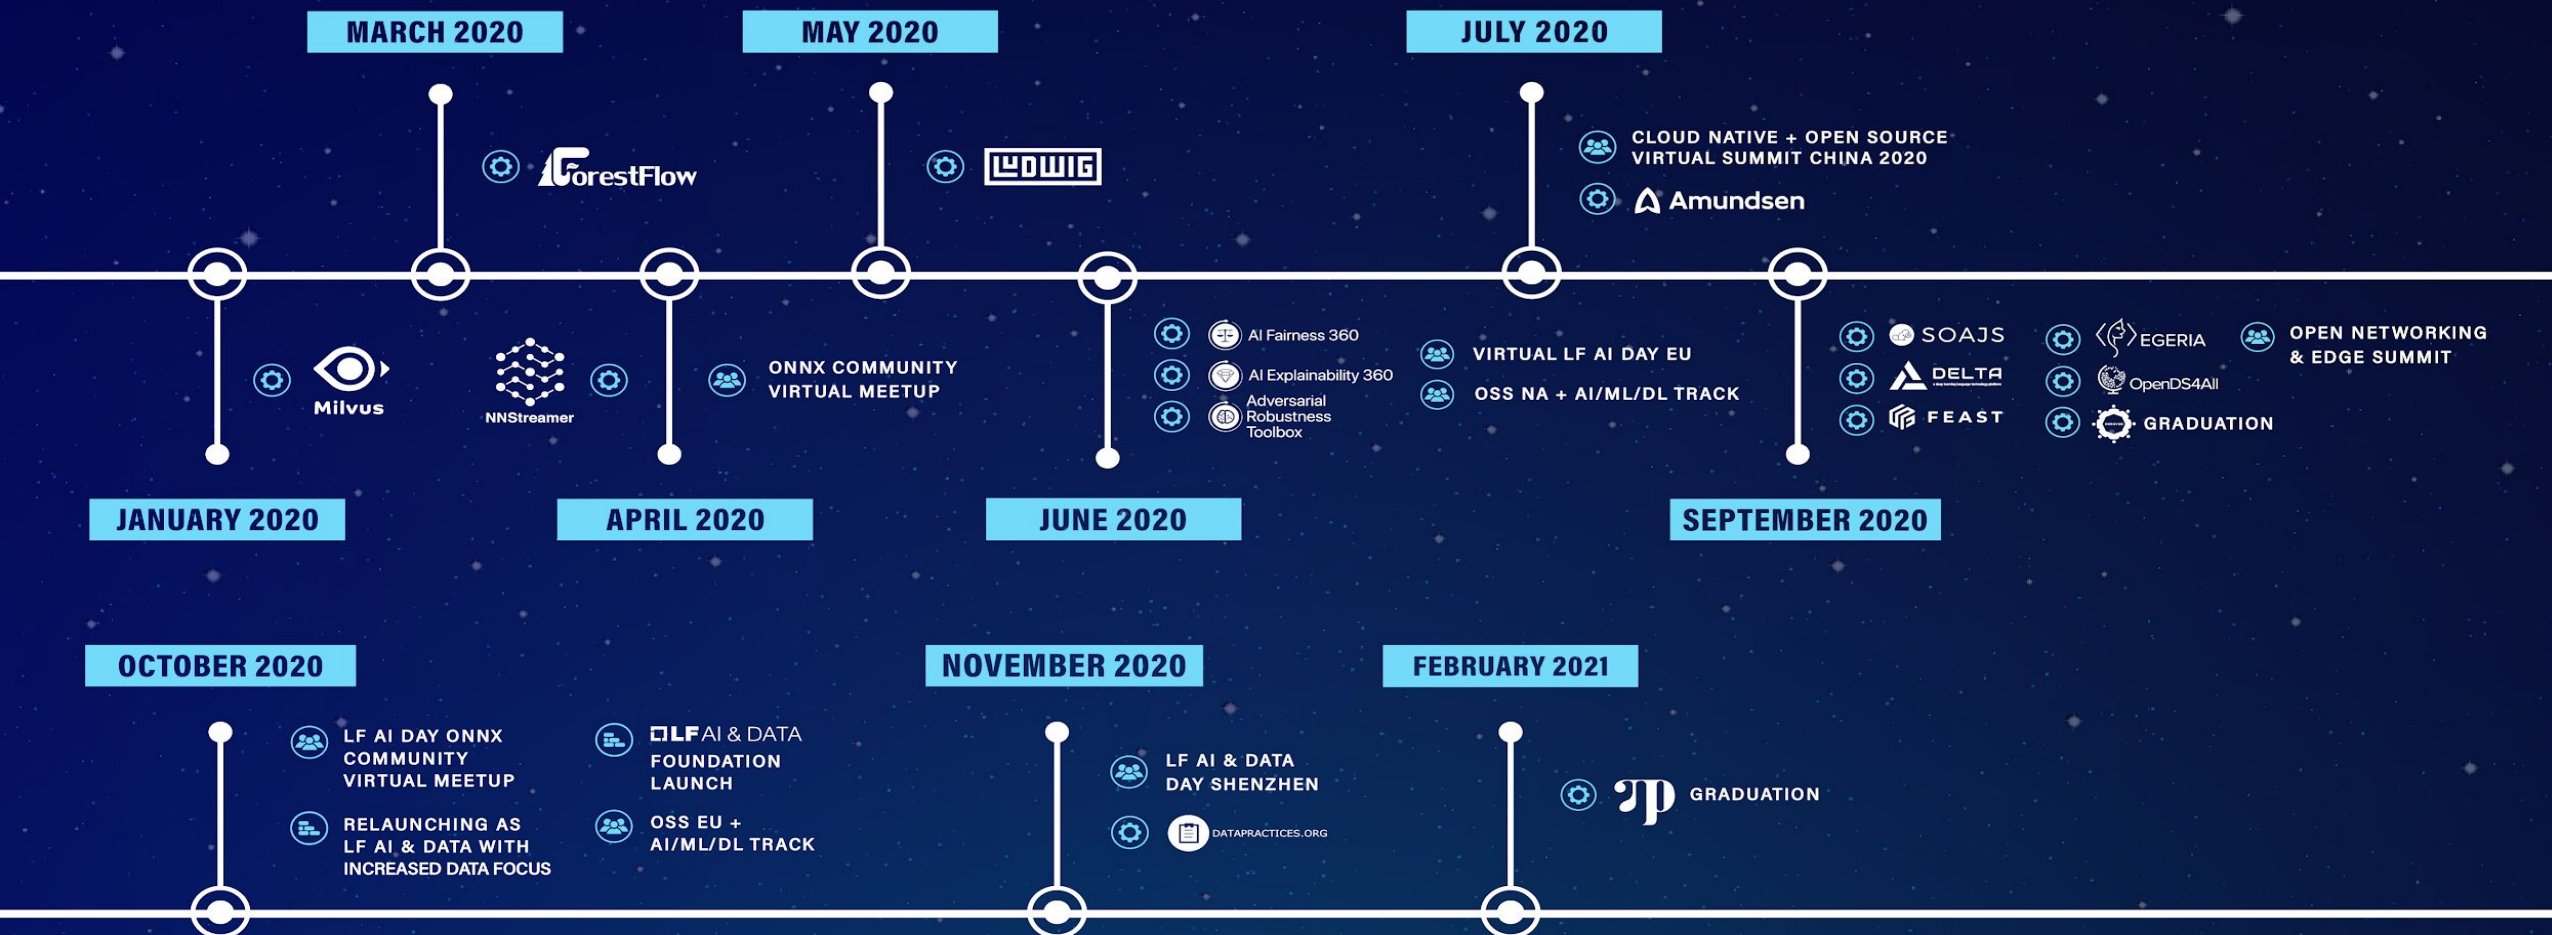 MARCH 2020
MAY 2020
JULY 2020
ForestFlow
LUDWIG
CLOUD NATIVE + OPEN SOURCE
VIRTUAL SUMMIT CHINA 2020
Amundsen
Milvus
NNStreamer
ONNX COMMUNITY
VIRTUAL MEETUP
AI Fairness 360
AI Explainability 360
Adversarial
Robustness
Toolbox
VIRTUAL LF AI DAY EU
OSS NA + AI/ML/DL TRACK
SOAJS
DELTA
FEAST
EGERIA
OpenDS4All
GRADUATION
OPEN NETWORKING
& EDGE SUMMIT
JANUARY 2020
APRIL 2020
JUNE 2020
SEPTEMBER 2020
OCTOBER 2020
NOVEMBER 2020
FEBRUARY 2021
LF AI DAY ONNX
COMMUNITY
VIRTUAL MEETUP
RELAUNCHING AS
LF AI & DATA WITH
INCREASED DATA FOCUS
LF AI & DATA
FOUNDATION
LAUNCH
OSS EU +
AI/ML/DL TRACK
LF AI & DATA
DAY SHENZHEN
DATAPRACTICES.ORG
GRADUATION